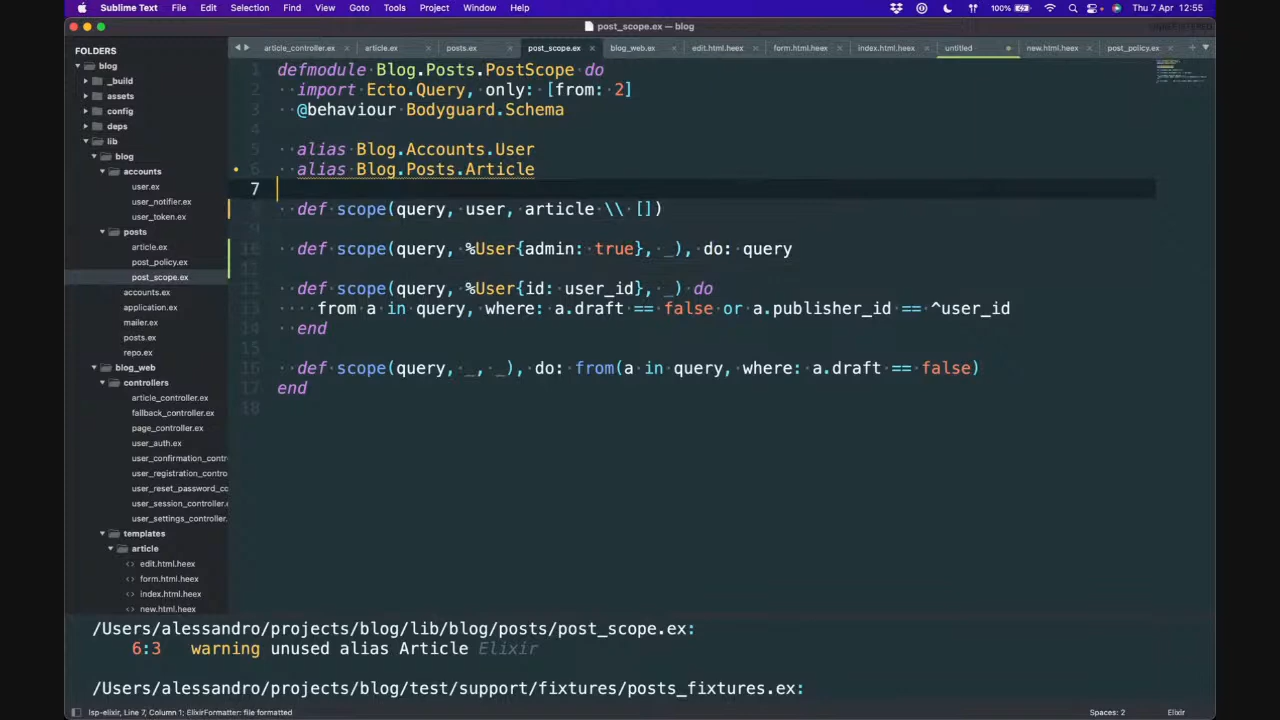 Sublime Text File Edit Selection Find View Goto Tools Project Window Help 100% Thu 7 Apr 12:55
post_scope.ex — blog
UNREGISTERED
FOLDERS
blog
_build
assets
config
deps
lib
blog
accounts
user.ex
user_notifier.ex
user_token.ex
posts
article.ex
post_policy.ex
post_scope.ex
accounts.ex
application.ex
mailer.ex
posts.ex
repo.ex
blog_web
controllers
article_controller.ex
fallback_controller.ex
page_controller.ex
user_auth.ex
user_confirmation_contr
user_registration_contro
user_reset_password_co
user_session_controller.e
user_settings_controller.
templates
article
edit.html.heex
form.html.heex
index.html.heex
new.html.heex
article_controller.ex article.ex posts.ex post_scope.ex blog_web.ex edit.html.heex form.html.heex index.html.heex untitled new.html.heex post_policy.ex
1 defmodule Blog.Posts.PostScope do
2 import Ecto.Query, only: [from: 2]
3 @behaviour Bodyguard.Schema
4
5 alias Blog.Accounts.User
6 alias Blog.Posts.Article
7
8 def scope(query, user, article \\ [])
9
10 def scope(query, %User{admin: true}, _), do: query
11
12 def scope(query, %User{id: user_id}, _) do
13 from a in query, where: a.draft == false or a.publisher_id == ^user_id
14 end
15
16 def scope(query, _, _), do: from(a in query, where: a.draft == false)
17 end
18
/Users/alessandro/projects/blog/lib/blog/posts/post_scope.ex:
6:3 warning unused alias Article Elixir
/Users/alessandro/projects/blog/test/support/fixtures/posts_fixtures.ex:
lsp-elixir, Line 7, Column 1; ElixirFormatter: file formatted Spaces: 2 Elixir